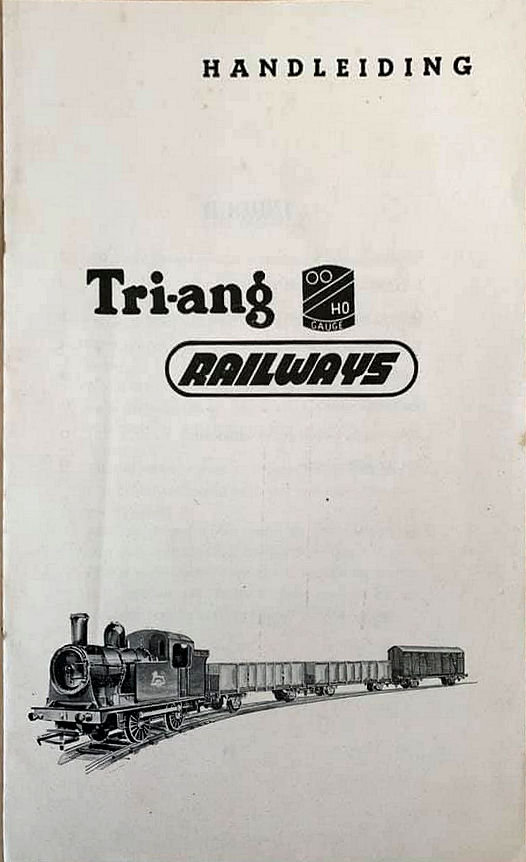 HANDLEIDING
Tri-ang
OO
HO
GAUGE
RAILWAYS